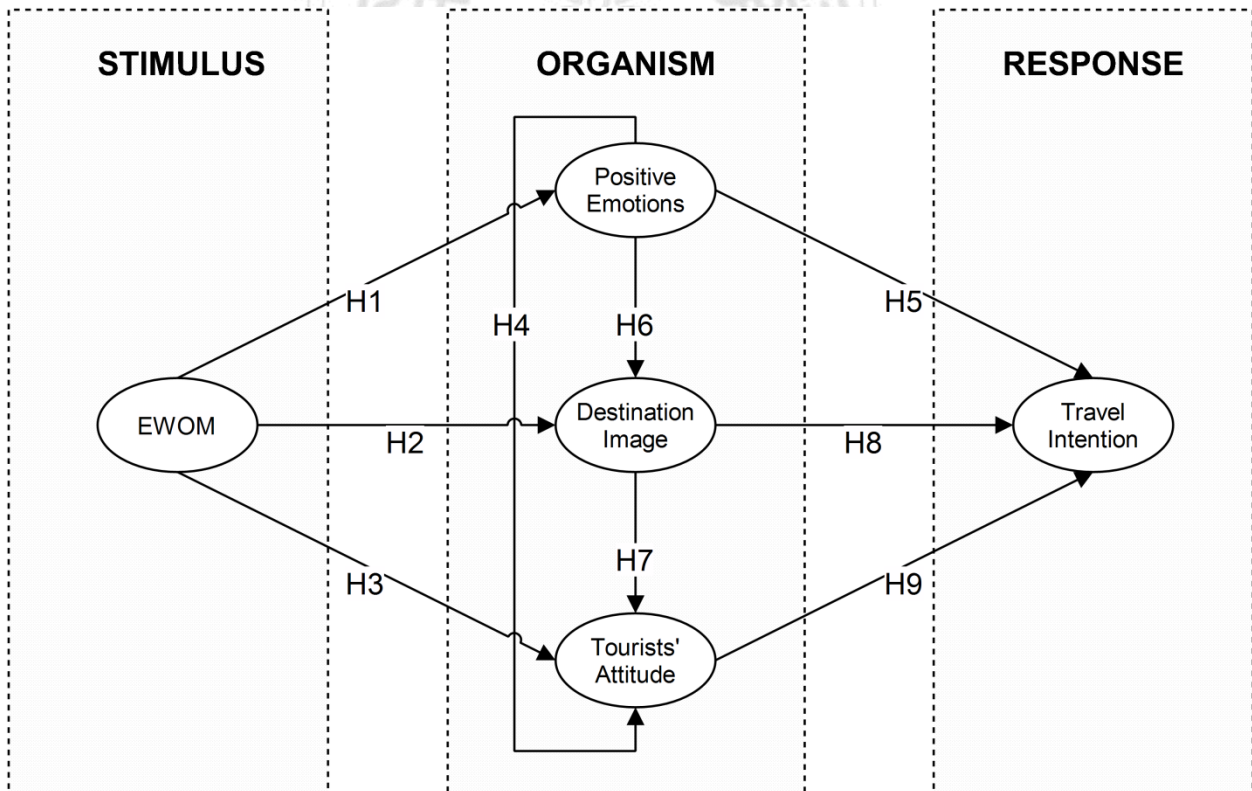 STIMULUS
ORGANISM
RESPONSE
Positive
Emotions
H1
H4
H6
H5
EWOM
H2
Destination
Image
H8
Travel
Intention
H3
H7
H9
Tourists'
Attitude